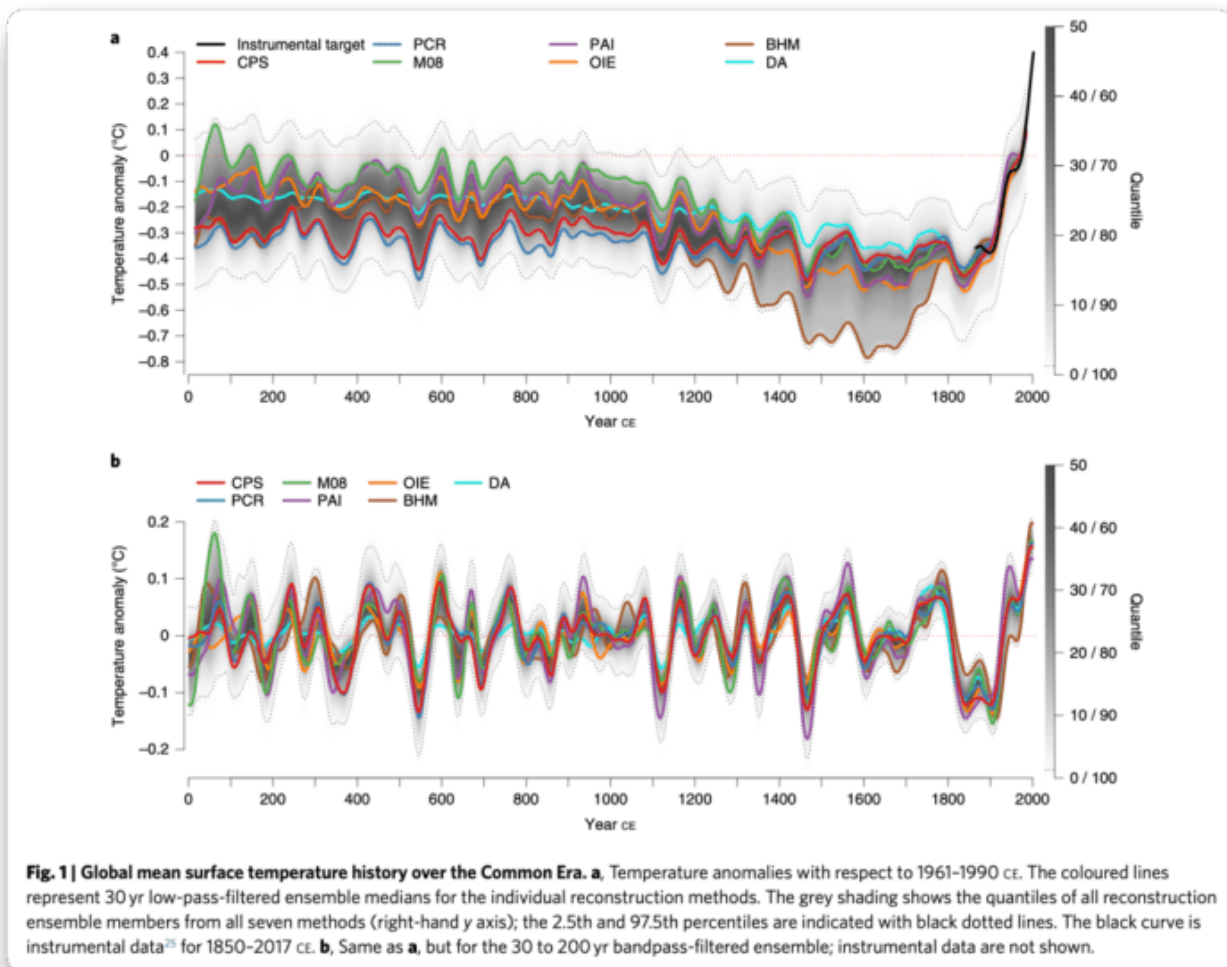 a
Instrumental target PCR PAI BHM
CPS M08 OIE DA
0.4
0.3
0.2
0.1
0
–0.1
–0.2
–0.3
–0.4
–0.5
–0.6
–0.7
–0.8
Temperature anomaly (°C)
0 200 400 600 800 1000 1200 1400 1600 1800 2000
Year CE
50
40 / 60
30 / 70
20 / 80
10 / 90
0 / 100
Quantile
b
CPS M08 OIE DA
PCR PAI BHM
0.2
0.1
0
–0.1
–0.2
Temperature anomaly (°C)
0 200 400 600 800 1000 1200 1400 1600 1800 2000
Year CE
50
40 / 60
30 / 70
20 / 80
10 / 90
0 / 100
Quantile
Fig. 1 | Global mean surface temperature history over the Common Era. a, Temperature anomalies with respect to 1961–1990 CE. The coloured lines
represent 30 yr low-pass-filtered ensemble medians for the individual reconstruction methods. The grey shading shows the quantiles of all reconstruction
ensemble members from all seven methods (right-hand y axis); the 2.5th and 97.5th percentiles are indicated with black dotted lines. The black curve is
instrumental data25 for 1850–2017 CE. b, Same as a, but for the 30 to 200 yr bandpass-filtered ensemble; instrumental data are not shown.